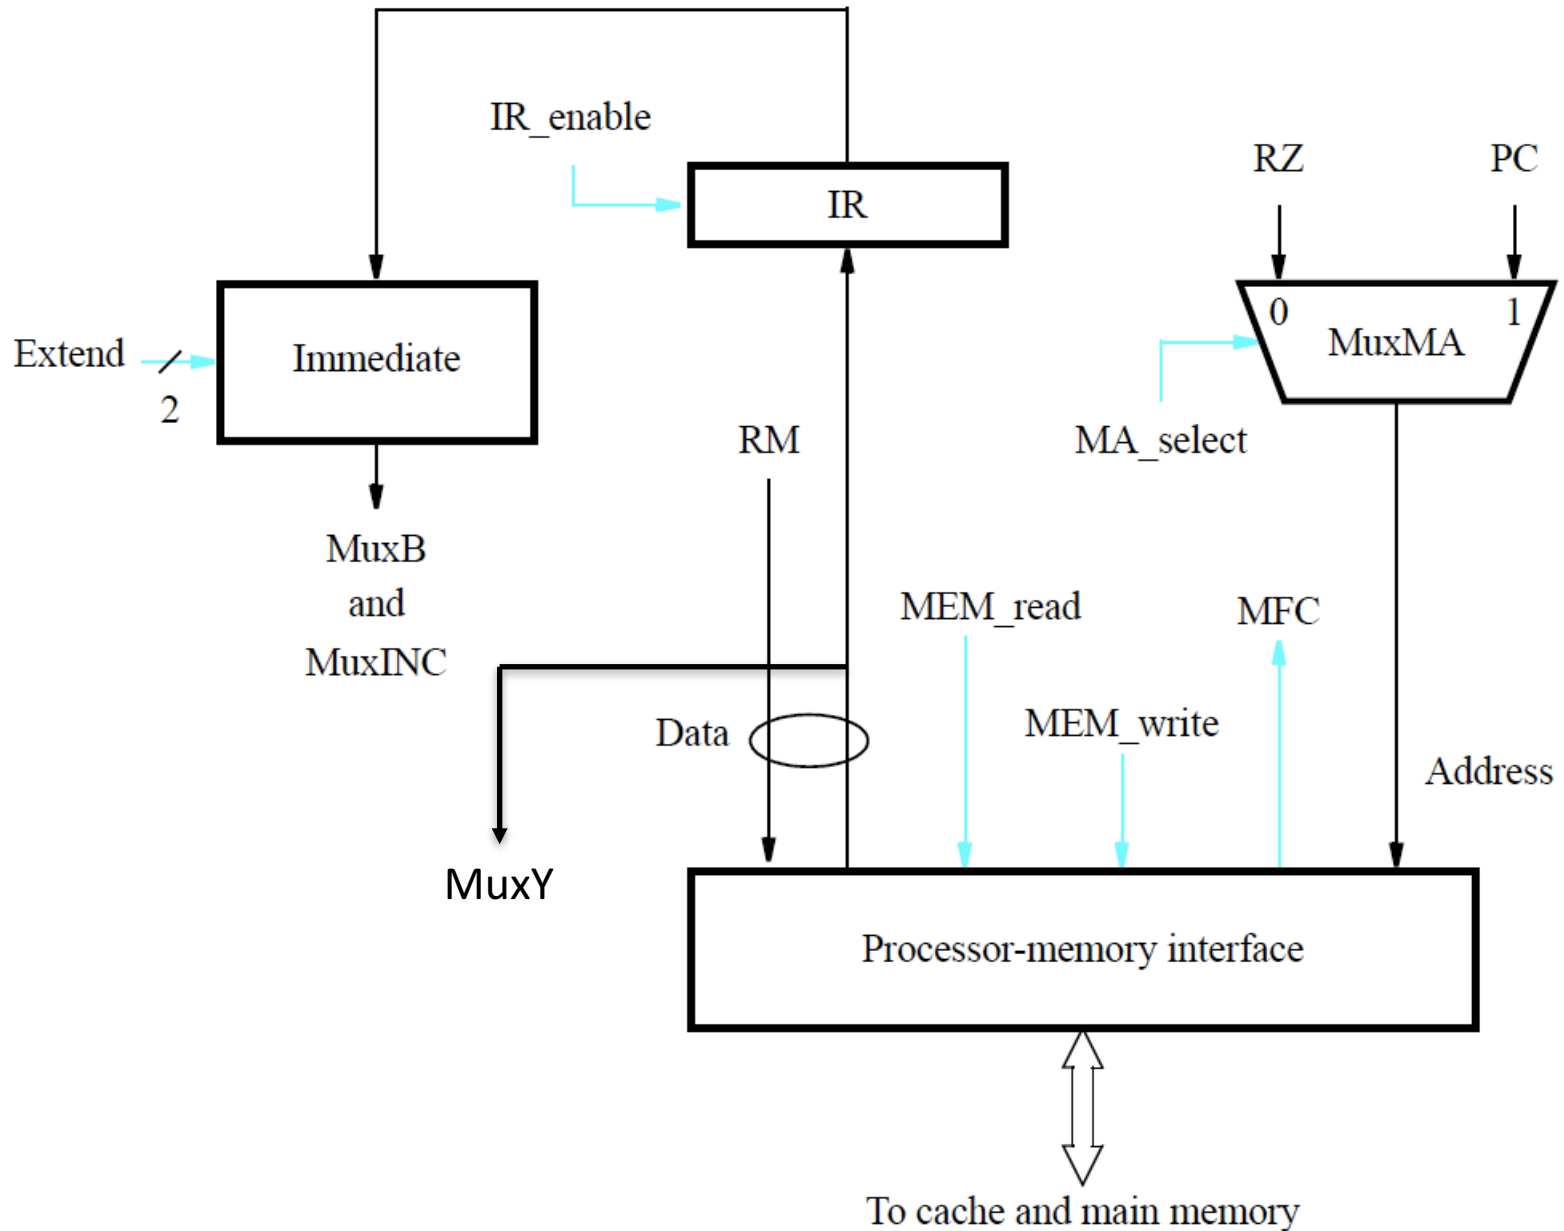 IR_enable
IR
RZ
PC
0
1
MuxMA
Extend
2
Immediate
RM
MA_select
MuxB
and
MuxINC
MEM_read
MFC
Data
MEM_write
Address
MuxY
Processor-memory interface
To cache and main memory